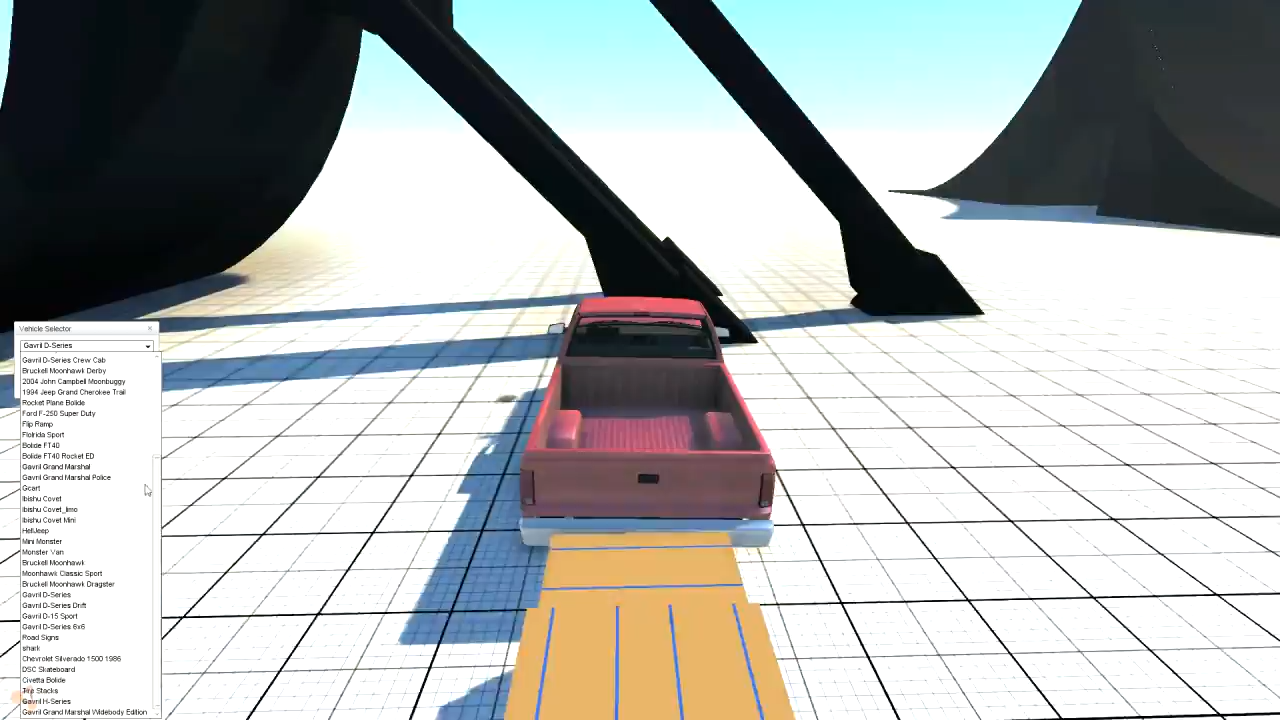 Vehicle Selector
Gavril D-Series
Gavril D-Series Crew Cab
Bruckell Moonhawk Derby
2004 John Campbell Moonbuggy
1994 Jeep Grand Cherokee Trail
Rocket Plane Bolide
Ford F-250 Super Duty
Flip Ramp
Flolrida Sport
Bolide FT40
Bolide FT40 Rocket ED
Gavril Grand Marshal
Gavril Grand Marshal Police
Gcart
Ibishu Covet
Ibishu Covet_limo
Ibishu Covet Mini
HellJeep
Mini Monster
Monster Van
Bruckell Moonhawk
Moonhawk Classic Sport
Bruckell Moonhawk Dragster
Gavril D-Series
Gavril D-Series Drift
Gavril D-15 Sport
Gavril D-Series 6x6
Road Signs
shark
Chevrolet Silverado 1500 1986
DSC Skateboard
Civetta Bolide
Tire Stacks
Gavril H-Series
Gavril Grand Marshal Widebody Edition